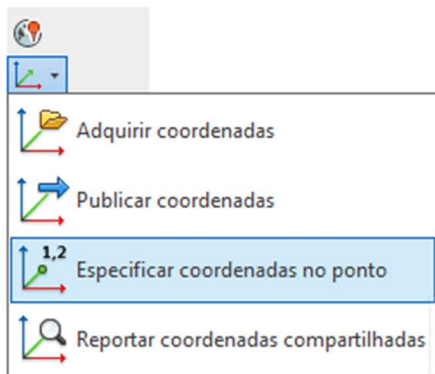 Adquirir coordenadas
Publicar coordenadas
1,2
Especificar coordenadas no ponto
Reportar coordenadas compartilhadas